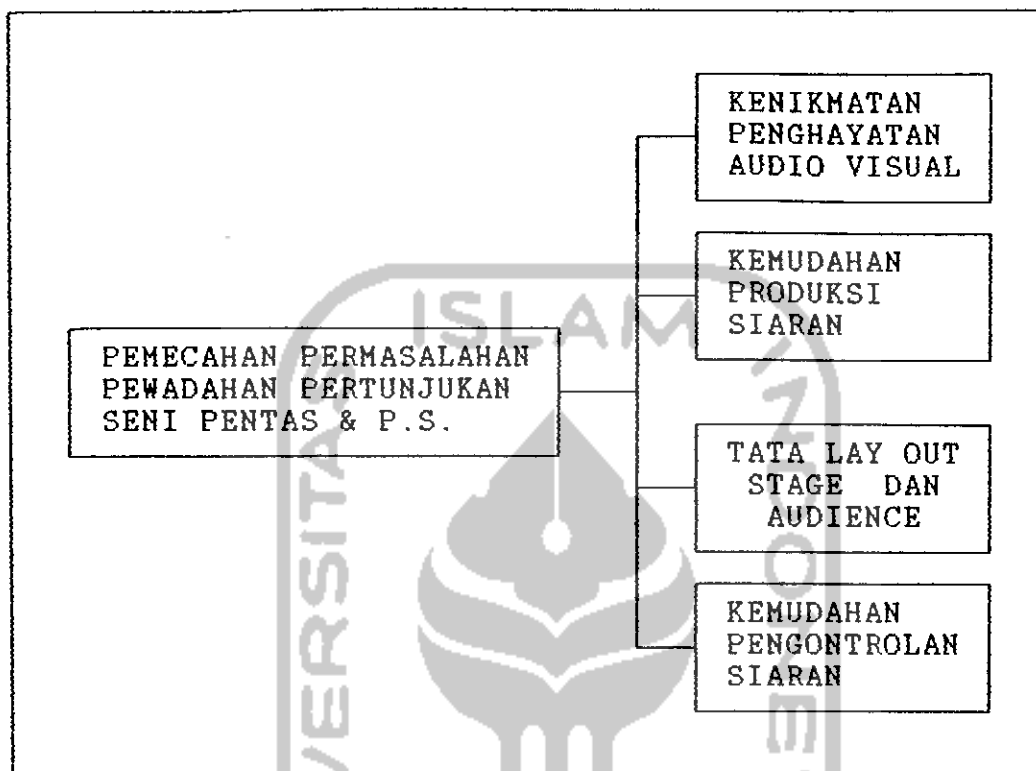 KENIKMATAN
PENGHAYATAN
AUDIO VISUAL
KEMUDAHAN
PRODUKSI
SIARAN
PEMECAHAN PERMASALAHAN
PEWADAHAN PERTUNJUKAN
SENI PENTAS & P.S.
TATA LAY OUT
STAGE DAN
AUDIENCE
KEMUDAHAN
PENGONTROLAN
SIARAN
ISLAM